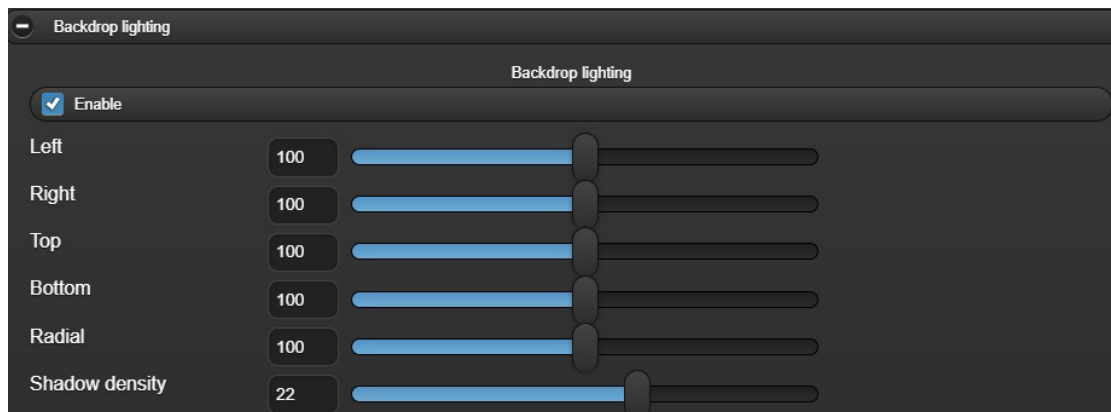 Backdrop lighting
Backdrop lighting
Enable
Left 100
Right 100
Top 100
Bottom 100
Radial 100
Shadow density 22